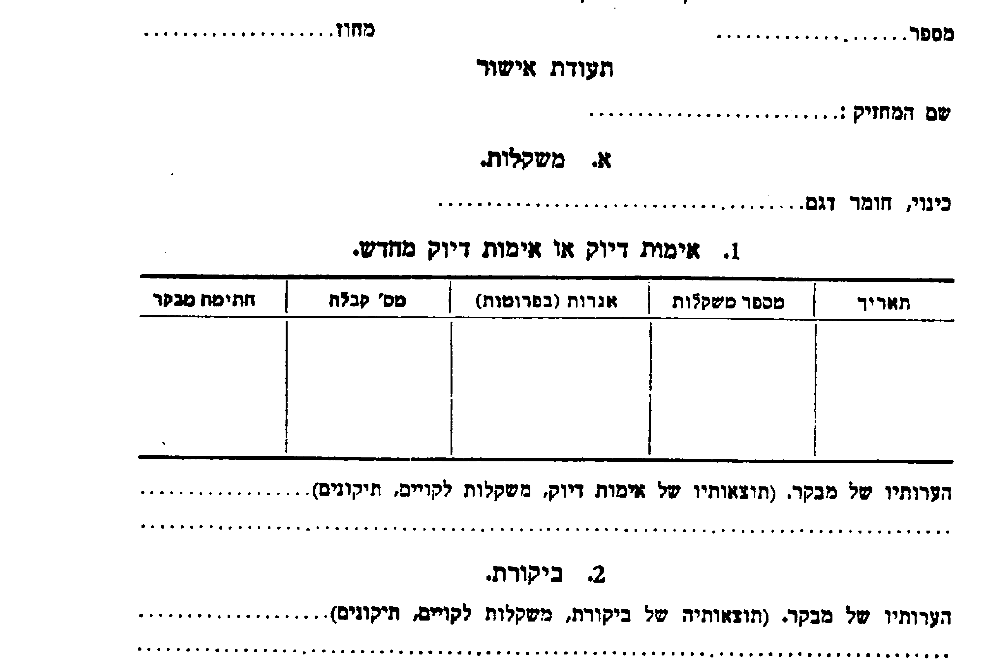 מספר.................... מחוז....................
תעודת אישור
שם המחזיק :..........................
א. משקלות.
כינוי, חומר דגם......................................
1. אימות דיוק או אימות דיוק מחדש.
תאריך | מספר משקלות | אגרות (בפרוטות) | מס' קבלה | חתימת מבקר
הערותיו של מבקר. (תוצאותיו של אימות דיוק, משקלות לקויים, תיקונים)..................
....................................................................................
2. ביקורת.
הערותיו של מבקר. (תוצאותיה של ביקורת, משקלות לקויים, תיקונים)....................
....................................................................................